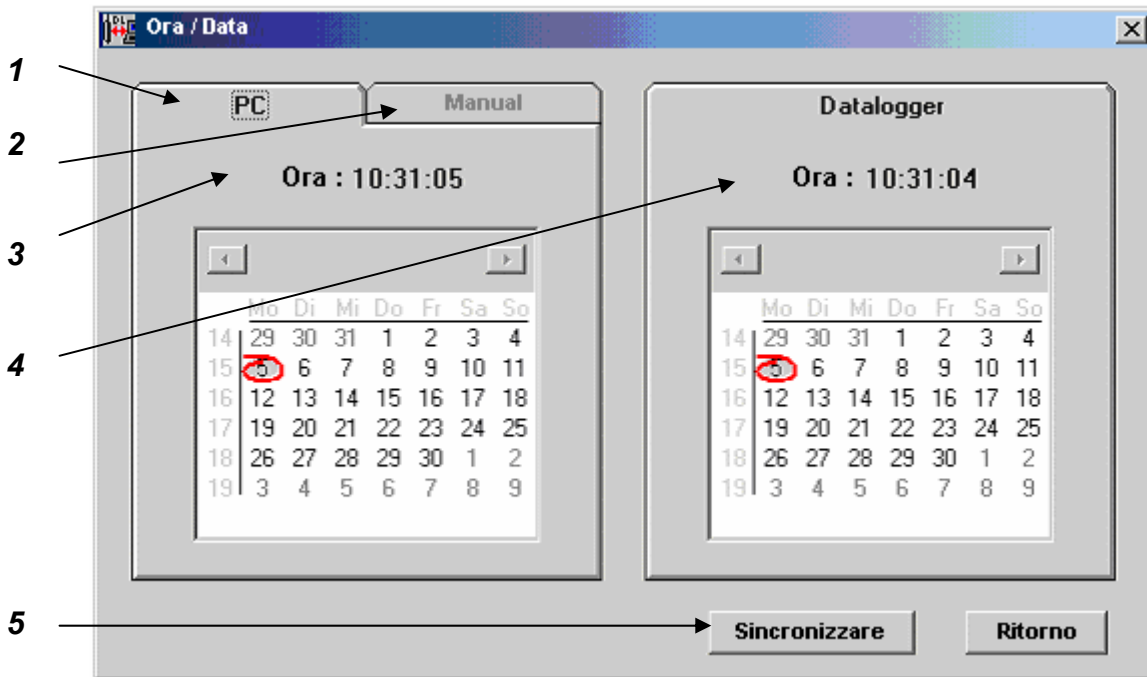 Ora / Data
1
PC
Manual
Datalogger
2
Ora : 10:31:05
Ora : 10:31:04
3
Mo Di Mi Do Fr Sa So
14 29 30 31 1 2 3 4
15 5 6 7 8 9 10 11
16 12 13 14 15 16 17 18
17 19 20 21 22 23 24 25
18 26 27 28 29 30 1 2
19 3 4 5 6 7 8 9
Mo Di Mi Do Fr Sa So
14 29 30 31 1 2 3 4
15 5 6 7 8 9 10 11
16 12 13 14 15 16 17 18
17 19 20 21 22 23 24 25
18 26 27 28 29 30 1 2
19 3 4 5 6 7 8 9
4
5
Sincronizzare
Ritorno